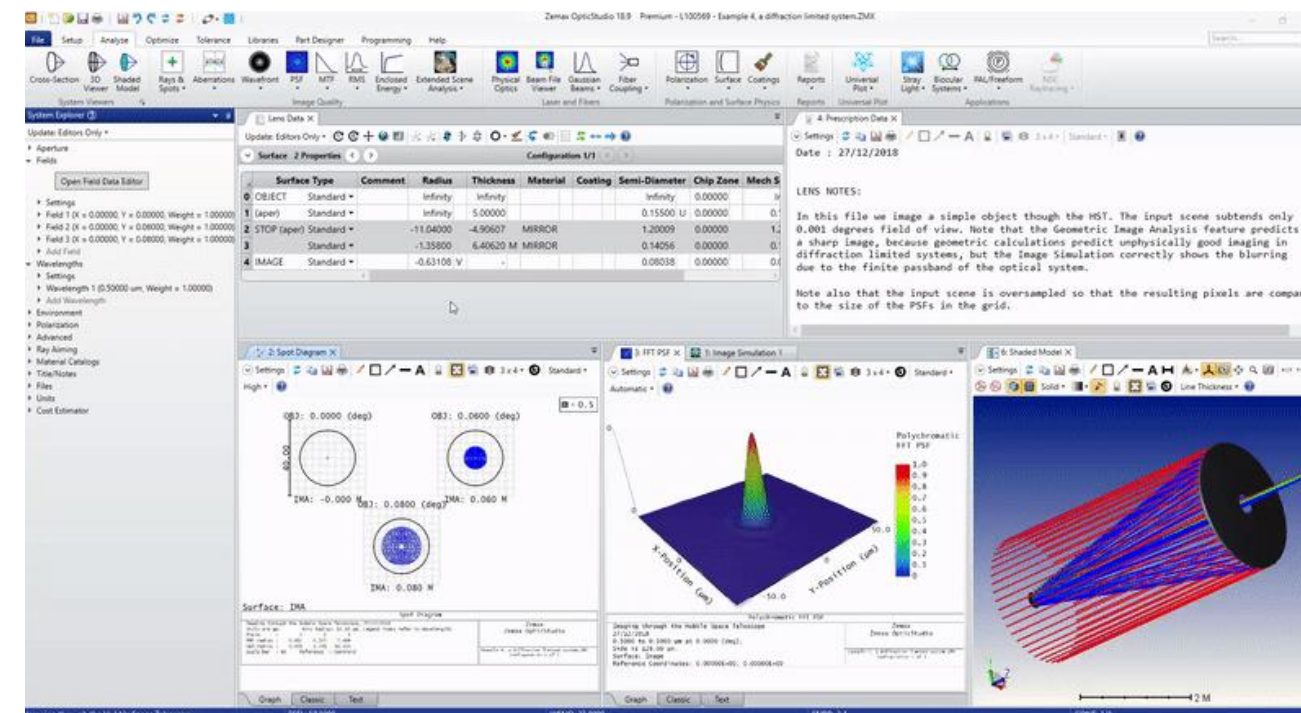 Zemax OpticStudio 18.9 Premium - L100569 - Example 4, a diffraction limited system.ZMX
File Setup Analyze Optimize Tolerance Libraries Part Designer Programming Help
Cross-Section 3D Viewer Shaded Model Rays & Spots Aberrations Wavefront PSF MTF RMS Enclosed Energy Extended Scene Analysis Physical Optics Beam File Viewer Gaussian Beams Fiber Coupling Polarization Surface Coatings Reports Universal Plot Stray Light Biocular Systems PAL/Freeform
System Viewers Image Quality Laser and Fibers Polarization and Surface Physics Reports Universal Plot Applications
System Explorer
Update: Editors Only
Aperture
Fields
Open Field Data Editor
Settings
Field 1 (X = 0.00000, Y = 0.00000, Weight = 1.00000)
Field 2 (X = 0.00000, Y = 0.06000, Weight = 1.00000)
Field 3 (X = 0.00000, Y = 0.08000, Weight = 1.00000)
Add Field
Wavelengths
Settings
Wavelength 1 (0.50000 um, Weight = 1.00000)
Add Wavelength
Environment
Polarization
Advanced
Ray Aiming
Material Catalogs
Title/Notes
Files
Units
Cost Estimator
Lens Data X
Update: Editors Only
Surface 2 Properties Configuration 1/1
Surface Type Comment Radius Thickness Material Coating Semi-Diameter Chip Zone Mech S
0 OBJECT Standard Infinity Infinity Infinity 0.00000
1 (aper) Standard Infinity 5.00000 0.15500 U 0.00000
2 STOP (aper) Standard -11.04000 -4.90607 MIRROR 1.20009 0.00000
3 Standard -1.35800 6.40620 M MIRROR 0.14056 0.00000
4 IMAGE Standard -0.63108 V - 0.08038 0.00000
4: Prescription Data X
Settings 3 x 4 Standard
Date : 27/12/2018
LENS NOTES:
In this file we image a simple object though the HST. The input scene subtends only
0.001 degrees field of view. Note that the Geometric Image Analysis feature predicts
a sharp image, because geometric calculations predict unphysically good imaging in
diffraction limited systems, but the Image Simulation correctly shows the blurring
due to the finite passband of the optical system.
Note also that the input scene is oversampled so that the resulting pixels are compar
to the size of the PSFs in the grid.
2: Spot Diagram X
Settings 3 x 4 Standard
High
0.5
OBJ: 0.0000 (deg) OBJ: 0.0600 (deg)
IMA: -0.000 M IMA: 0.060 M
OBJ: 0.0800 (deg)
IMA: 0.080 M
Surface: IMA
Spot Diagram
Zemax
Zemax OpticStudio
Graph Classic Text
3: FFT PSF X 1: Image Simulation 1
Settings 3 x 4 Standard
Automatic
Polychromatic
FFT PSF
1.0
0.9
0.8
0.7
0.6
0.5
0.4
0.3
0.2
0.1
0
X-Position (µm)
Y-Position (µm)
50.0
-50.0
Polychromatic FFT PSF
Imaging through the Hubble Space Telescope
27/12/2018
Surface: Image
Zemax
Zemax OpticStudio
Graph Classic Text
6: Shaded Model X
Settings
Solid Line Thickness
2 M